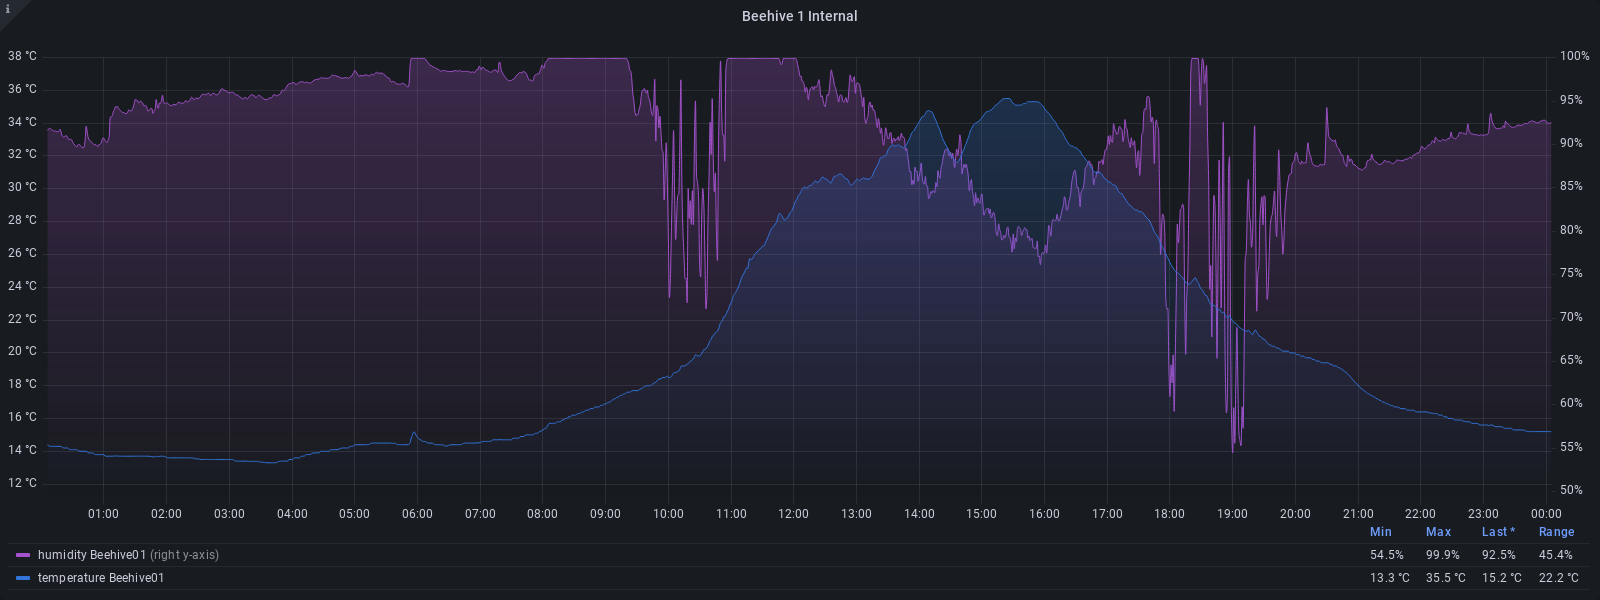 i
Beehive 1 Internal
38 °C 100%
36 °C 95%
34 °C 90%
32 °C 85%
30 °C 80%
28 °C 75%
26 °C 70%
24 °C 65%
22 °C 60%
20 °C 55%
18 °C 50%
16 °C
14 °C
12 °C
01:00 02:00 03:00 04:00 05:00 06:00 07:00 08:00 09:00 10:00 11:00 12:00 13:00 14:00 15:00 16:00 17:00 18:00 19:00 20:00 21:00 22:00 23:00 00:00
Min Max Last * Range
humidity Beehive01 (right y-axis) 54.5% 99.9% 92.5% 45.4%
temperature Beehive01 13.3 °C 35.5 °C 15.2 °C 22.2 °C